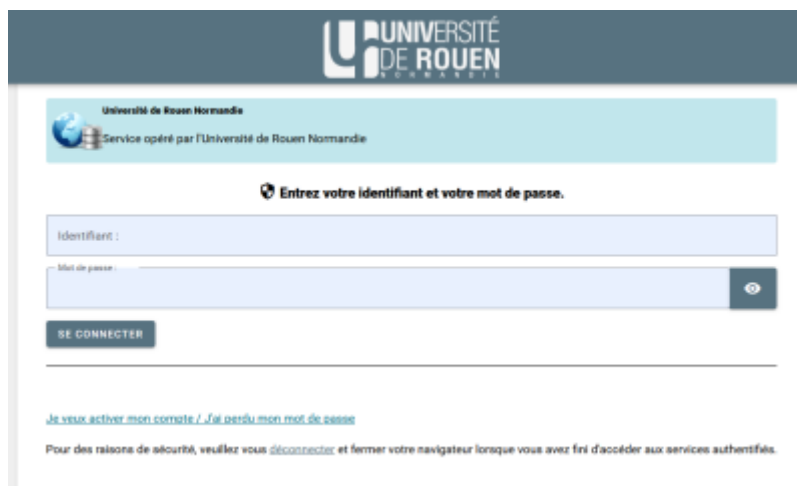 UNIVERSITÉ
DE ROUEN
NORMANDIE
Université de Rouen Normandie
Service opéré par l'Université de Rouen Normandie
Entrez votre identifiant et votre mot de passe.
Identifiant :
Mot de passe :
SE CONNECTER
Je veux activer mon compte / J'ai perdu mon mot de passe
Pour des raisons de sécurité, veuillez vous déconnecter et fermer votre navigateur lorsque vous avez fini d'accéder aux services authentifiés.